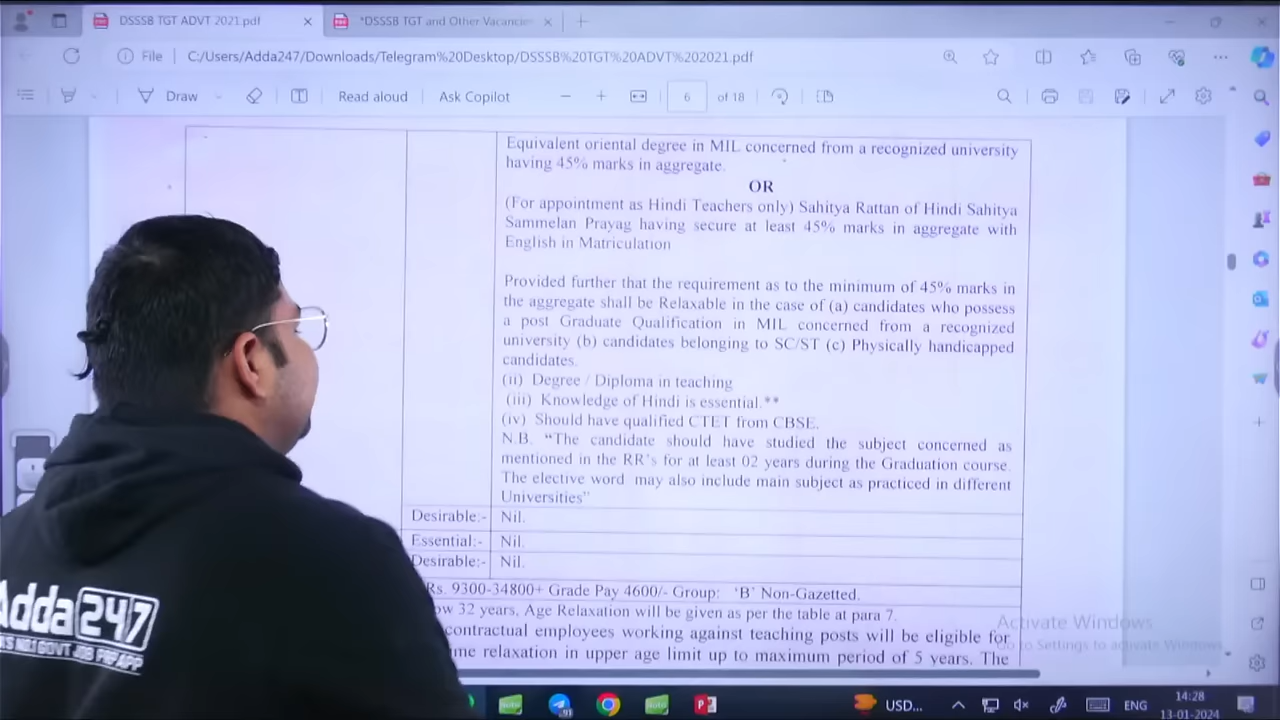 DSSSB TGT ADVT 2021.pdf
*DSSSB TGT and Other Vacancie
File
C:/Users/Adda247/Downloads/Telegram%20Desktop/DSSSB%20TGT%20ADVT%202021.pdf
Draw
Read aloud
Ask Copilot
6
of 18
Equivalent oriental degree in MIL concerned from a recognized university
having 45% marks in aggregate.
OR
(For appointment as Hindi Teachers only) Sahitya Rattan of Hindi Sahitya
Sammelan Prayag having secure at least 45% marks in aggregate with
English in Matriculation
Provided further that the requirement as to the minimum of 45% marks in
the aggregate shall be Relaxable in the case of (a) candidates who possess
a post Graduate Qualification in MIL concerned from a recognized
university (b) candidates belonging to SC/ST (c) Physically handicapped
candidates.
(ii) Degree / Diploma in teaching
(iii) Knowledge of Hindi is essential.**
(iv) Should have qualified CTET from CBSE.
N.B. “The candidate should have studied the subject concerned as
mentioned in the RR's for at least 02 years during the Graduation course.
The elective word may also include main subject as practiced in different
Universities”
Desirable:- Nil.
Essential:- Nil.
Desirable:- Nil.
Rs. 9300-34800+ Grade Pay 4600/- Group: ‘B’ Non-Gazetted.
ow 32 years. Age Relaxation will be given as per the table at para 7.
contractual employees working against teaching posts will be eligible for
me relaxation in upper age limit up to maximum period of 5 years. The
Activate Windows
Go to Settings to activate Windows.
Adda247
USD...
ENG
14:28
13-01-2024